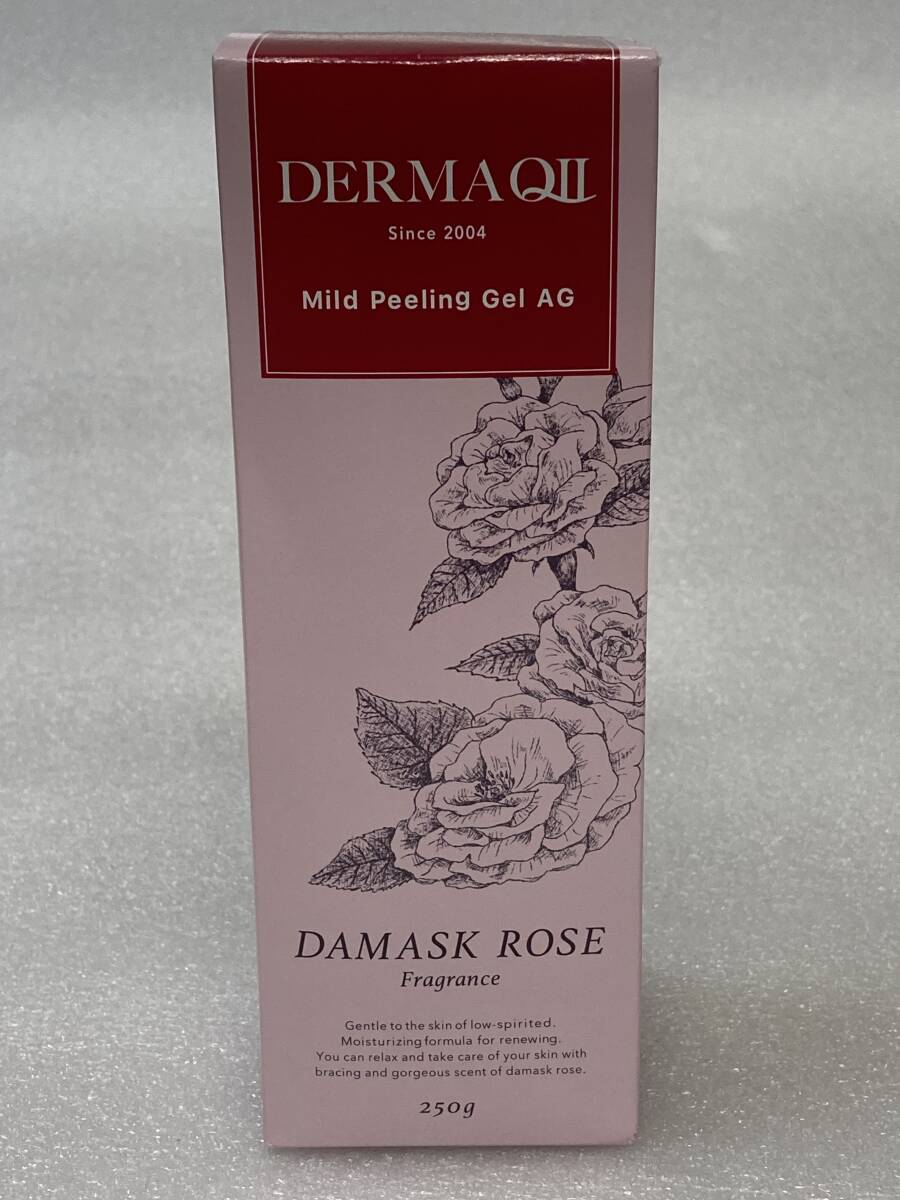 DERMAQII
Since 2004
Mild Peeling Gel AG
DAMASK ROSE
Fragrance
Gentle to the skin of low-spirited.
Moisturizing formula for renewing.
You can relax and take care of your skin with
bracing and gorgeous scent of damask rose.
250g